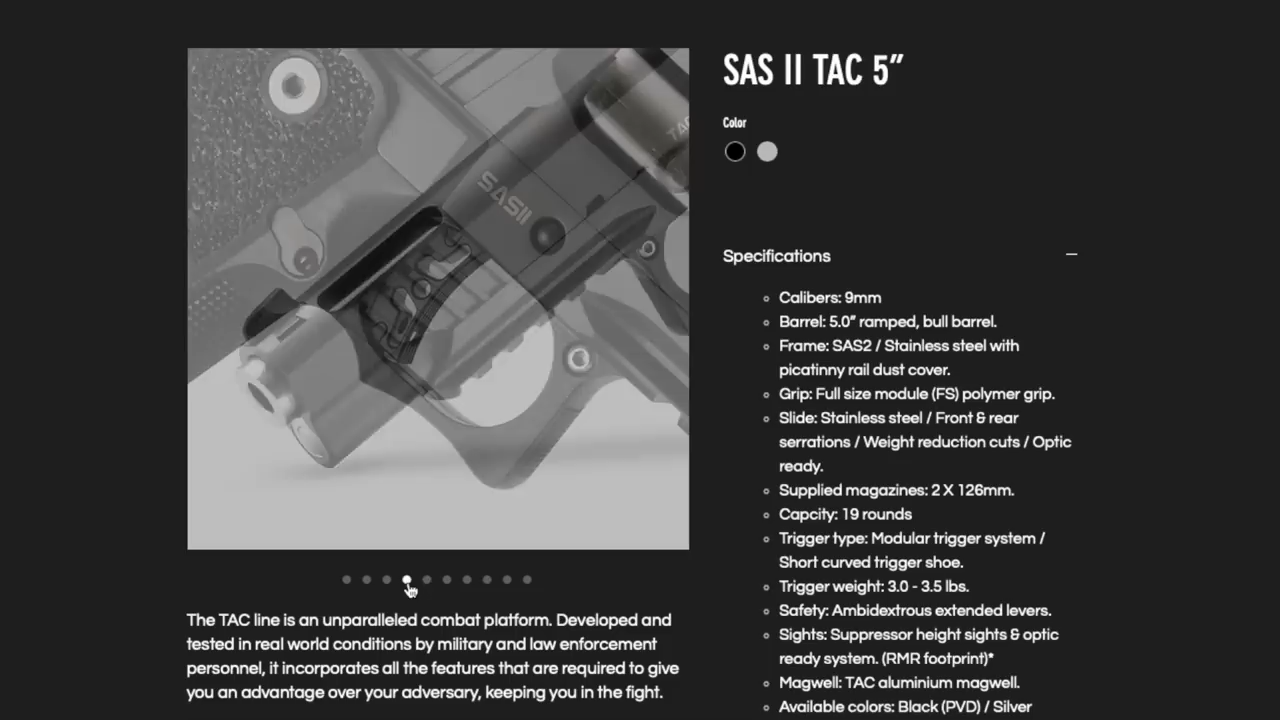 SAS II TAC 5”
Color
TAC
SASII
Specifications
Calibers: 9mm
Barrel: 5.0” ramped, bull barrel.
Frame: SAS2 / Stainless steel with
picatinny rail dust cover.
Grip: Full size module (FS) polymer grip.
Slide: Stainless steel / Front & rear
serrations / Weight reduction cuts / Optic
ready.
Supplied magazines: 2 X 126mm.
Capcity: 19 rounds
Trigger type: Modular trigger system /
Short curved trigger shoe.
Trigger weight: 3.0 - 3.5 lbs.
Safety: Ambidextrous extended levers.
Sights: Suppressor height sights & optic
ready system. (RMR footprint)*
Magwell: TAC aluminium magwell.
Available colors: Black (PVD) / Silver
The TAC line is an unparalleled combat platform. Developed and
tested in real world conditions by military and law enforcement
personnel, it incorporates all the features that are required to give
you an advantage over your adversary, keeping you in the fight.